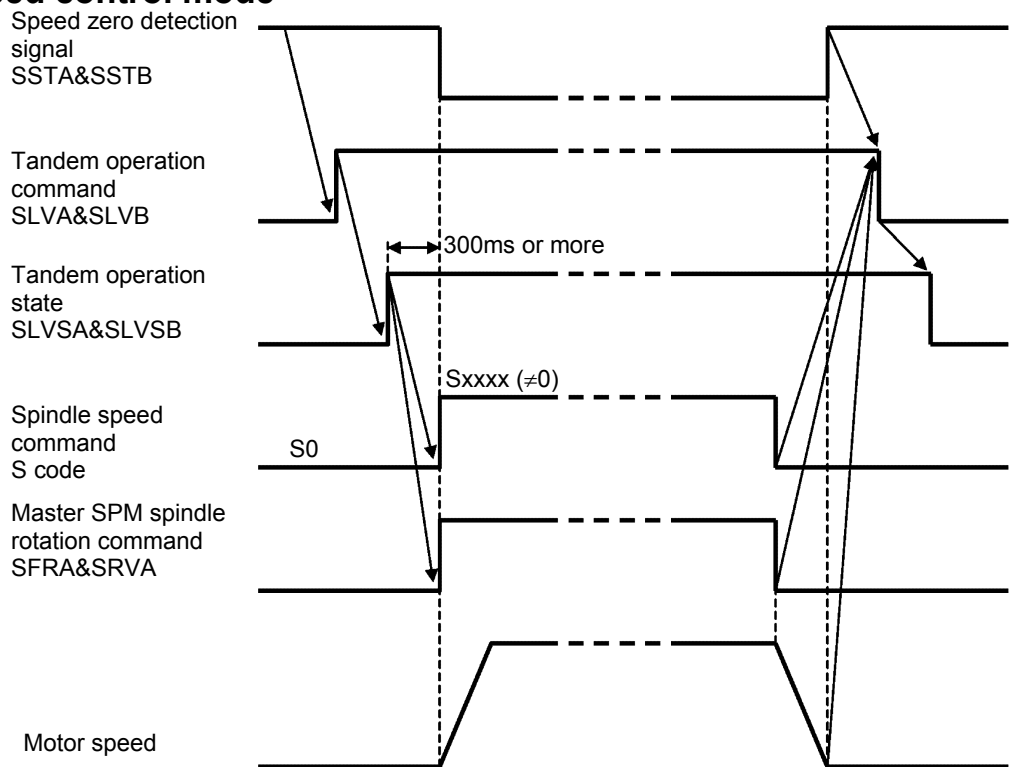 Speed zero detection
signal
SSTA&SSTB
Tandem operation
command
SLVA&SLVB
300ms or more
Tandem operation
state
SLVSA&SLVSB
Sxxxx (≠0)
Spindle speed
command
S code
S0
Master SPM spindle
rotation command
SFRA&SRVA
Motor speed